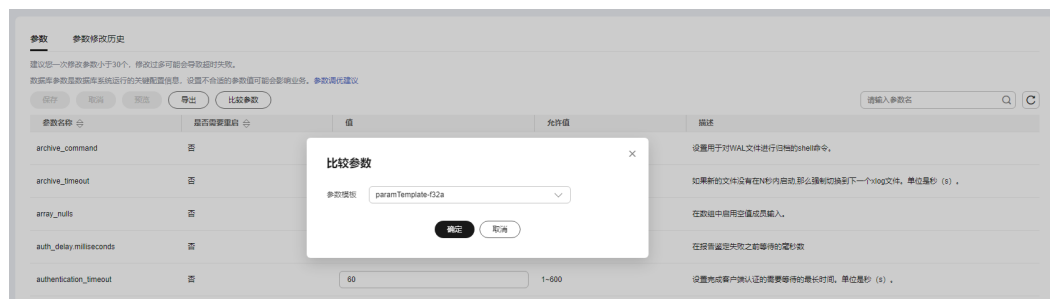 参数 参数修改历史
建议您一次修改参数小于30个，修改过多可能会导致超时失败。
数据库参数是数据库系统运行的关键配置信息，设置不合适的参数值可能会影响业务。参数调优建议
保存 取消 预览 导出 比较参数 请输入参数名
参数名称 是否需要重启 值 允许值 描述
archive_command 否 设置用于对WAL文件进行归档的shell命令。
比较参数
archive_timeout 否 如果新的文件没有在N秒内启动,那么强制切换到下一个xlog文件。单位是秒（s）。
参数模板 paramTemplate-f32a
array_nulls 否 在数组中启用空值成员输入。
确定 取消
auth_delay.milliseconds 否 在报告鉴定失败之前等待的毫秒数
authentication_timeout 否 60 1~600 设置完成客户端认证的需要等待的最长时间。单位是秒（s）。